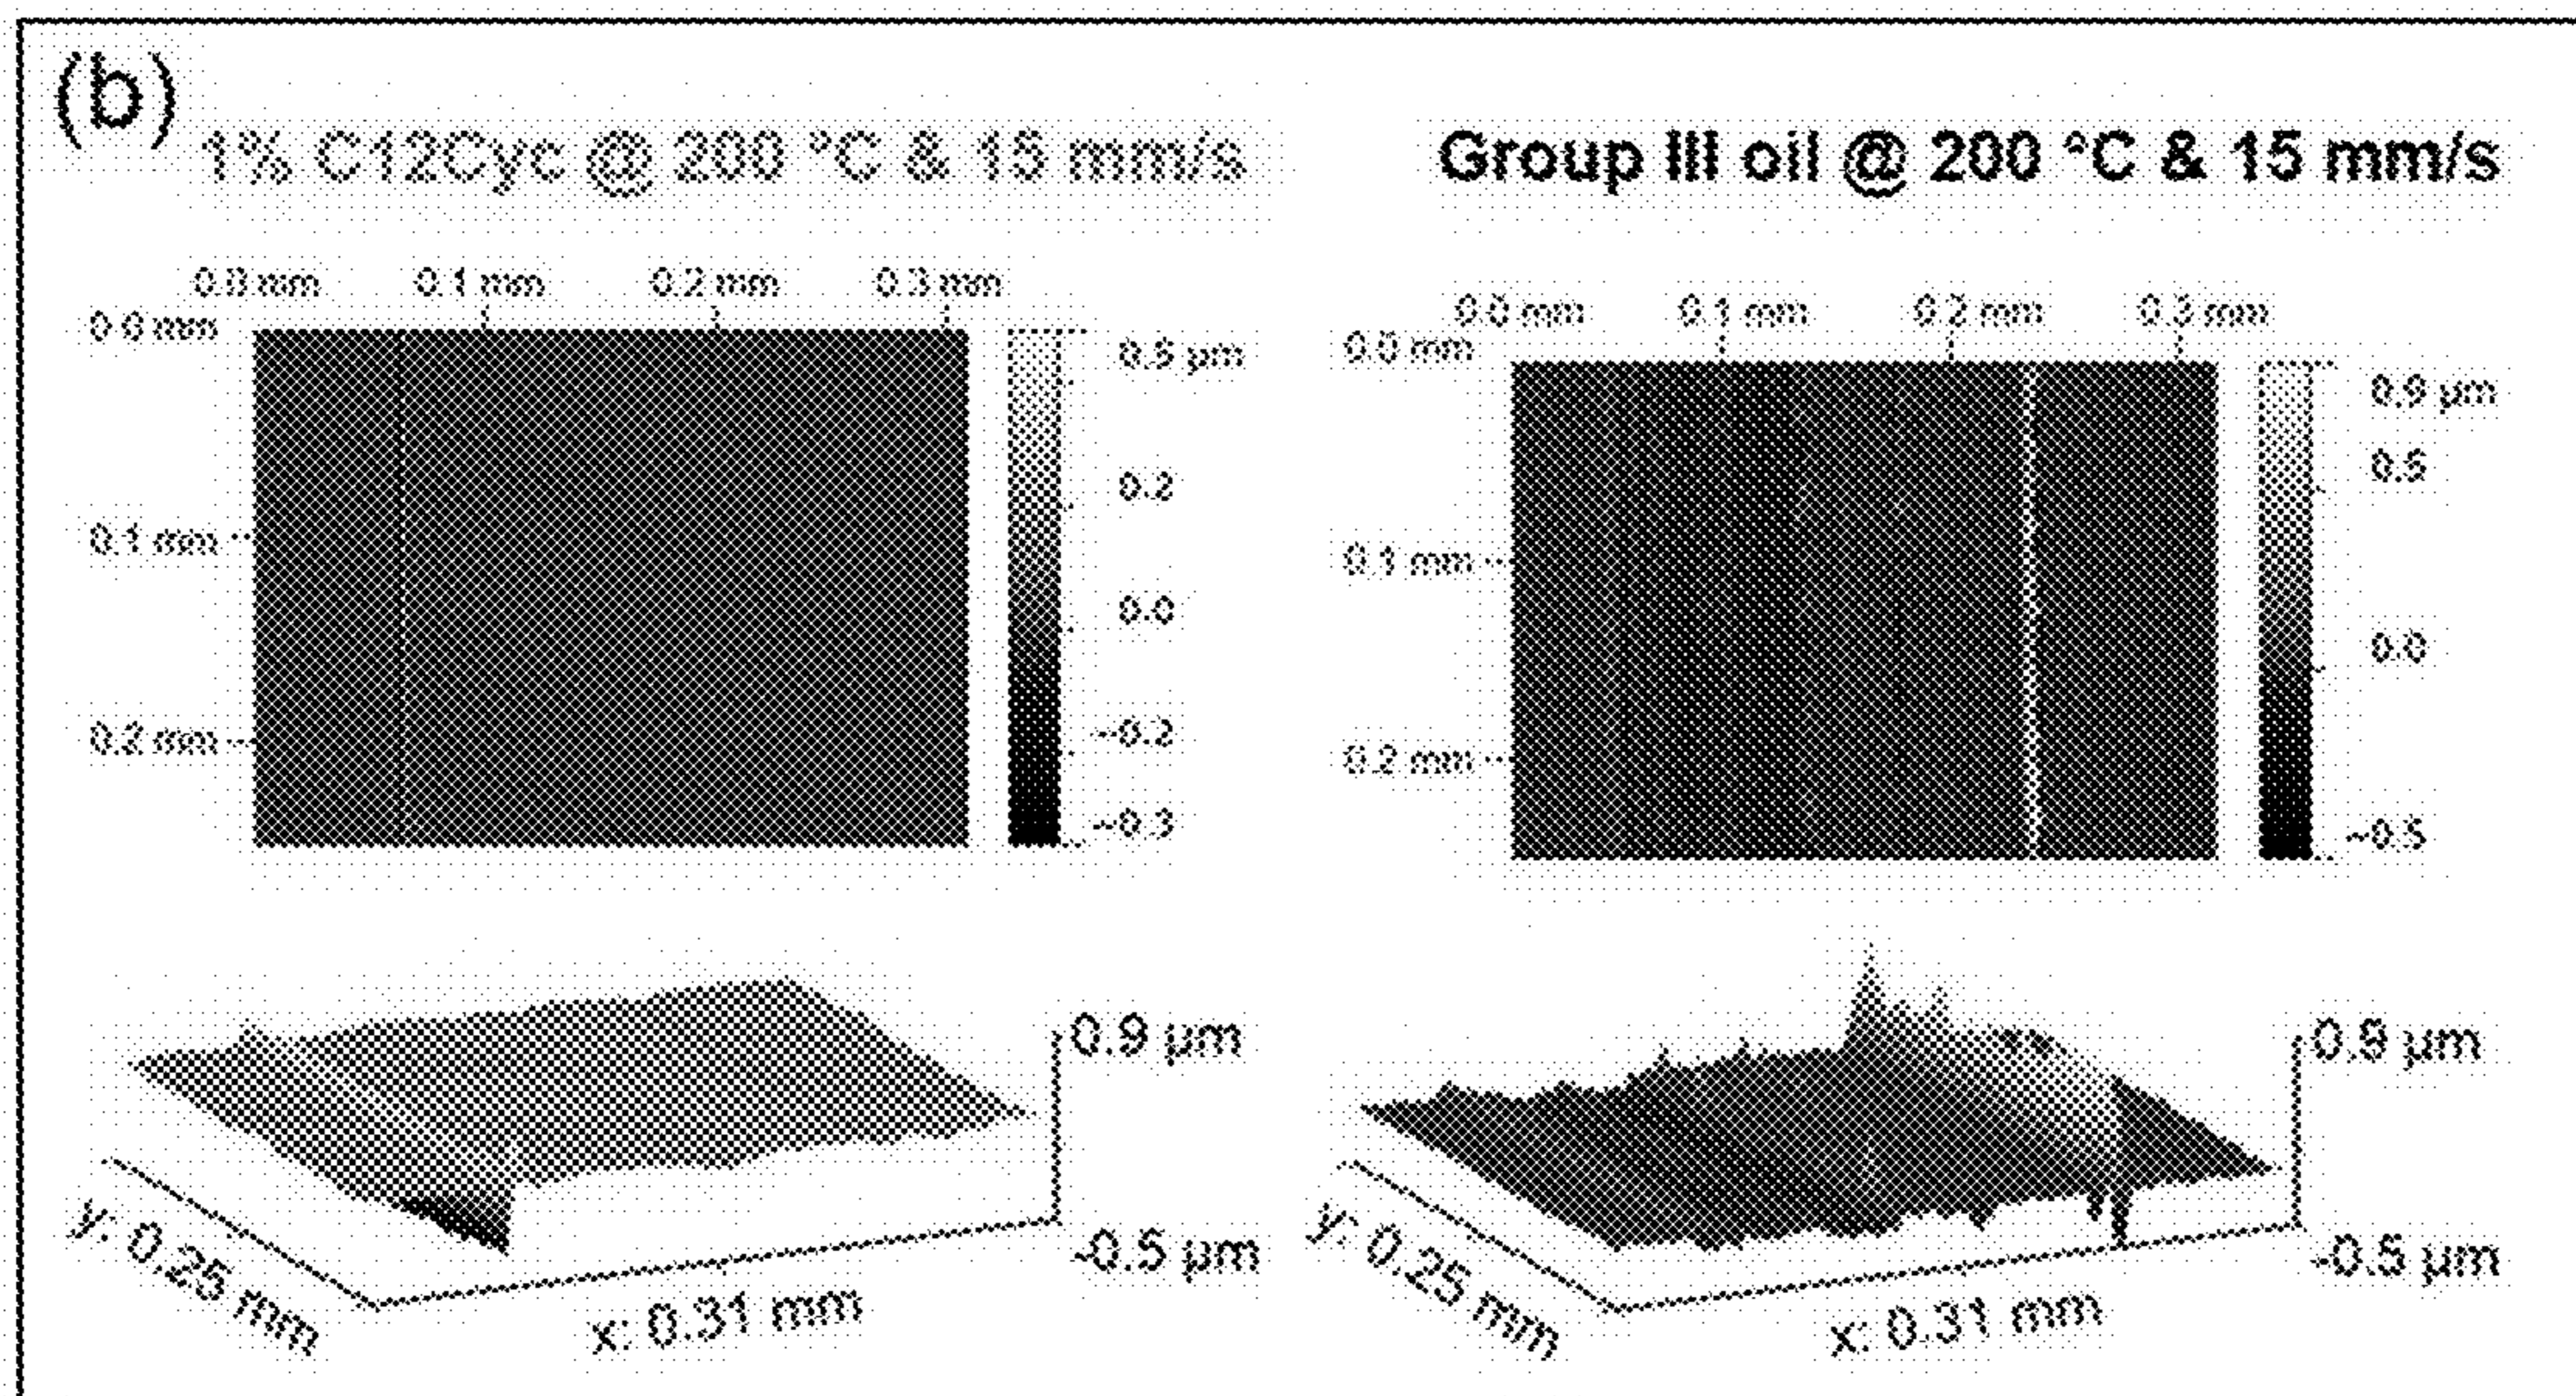 (b)
1% C12Cyc @ 200 °C & 15 mm/s
0.0 mm 0.1 mm 0.2 mm 0.3 mm
0.0 mm
0.1 mm
0.2 mm
0.5 µm
0.2
0.0
-0.2
-0.3
0.9 µm
-0.5 µm
y: 0.25 mm
x: 0.31 mm
Group III oil @ 200 °C & 15 mm/s
0.0 mm 0.1 mm 0.2 mm 0.3 mm
0.0 mm
0.1 mm
0.2 mm
0.9 µm
0.5
0.0
-0.5
0.9 µm
-0.5 µm
y: 0.25 mm
x: 0.31 mm